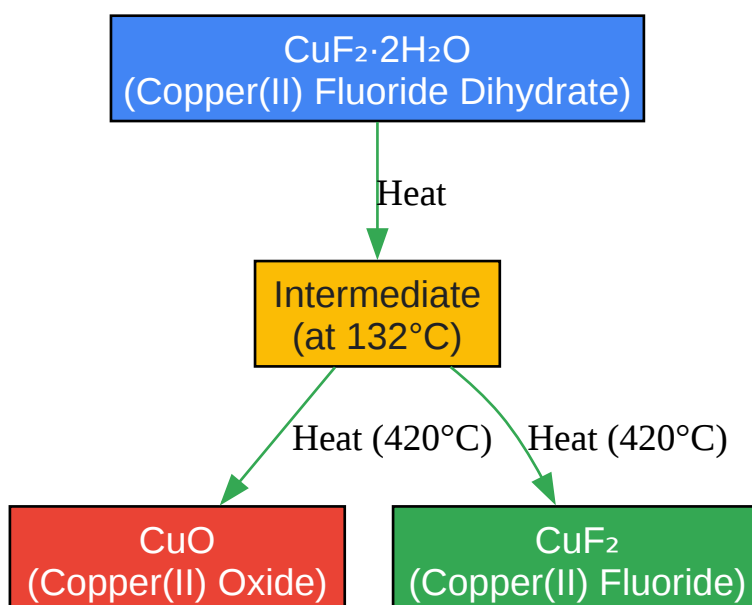 CuF₂·2H₂O
(Copper(II) Fluoride Dihydrate)
Heat
Intermediate
(at 132°C)
Heat (420°C)
Heat (420°C)
CuO
(Copper(II) Oxide)
CuF₂
(Copper(II) Fluoride)